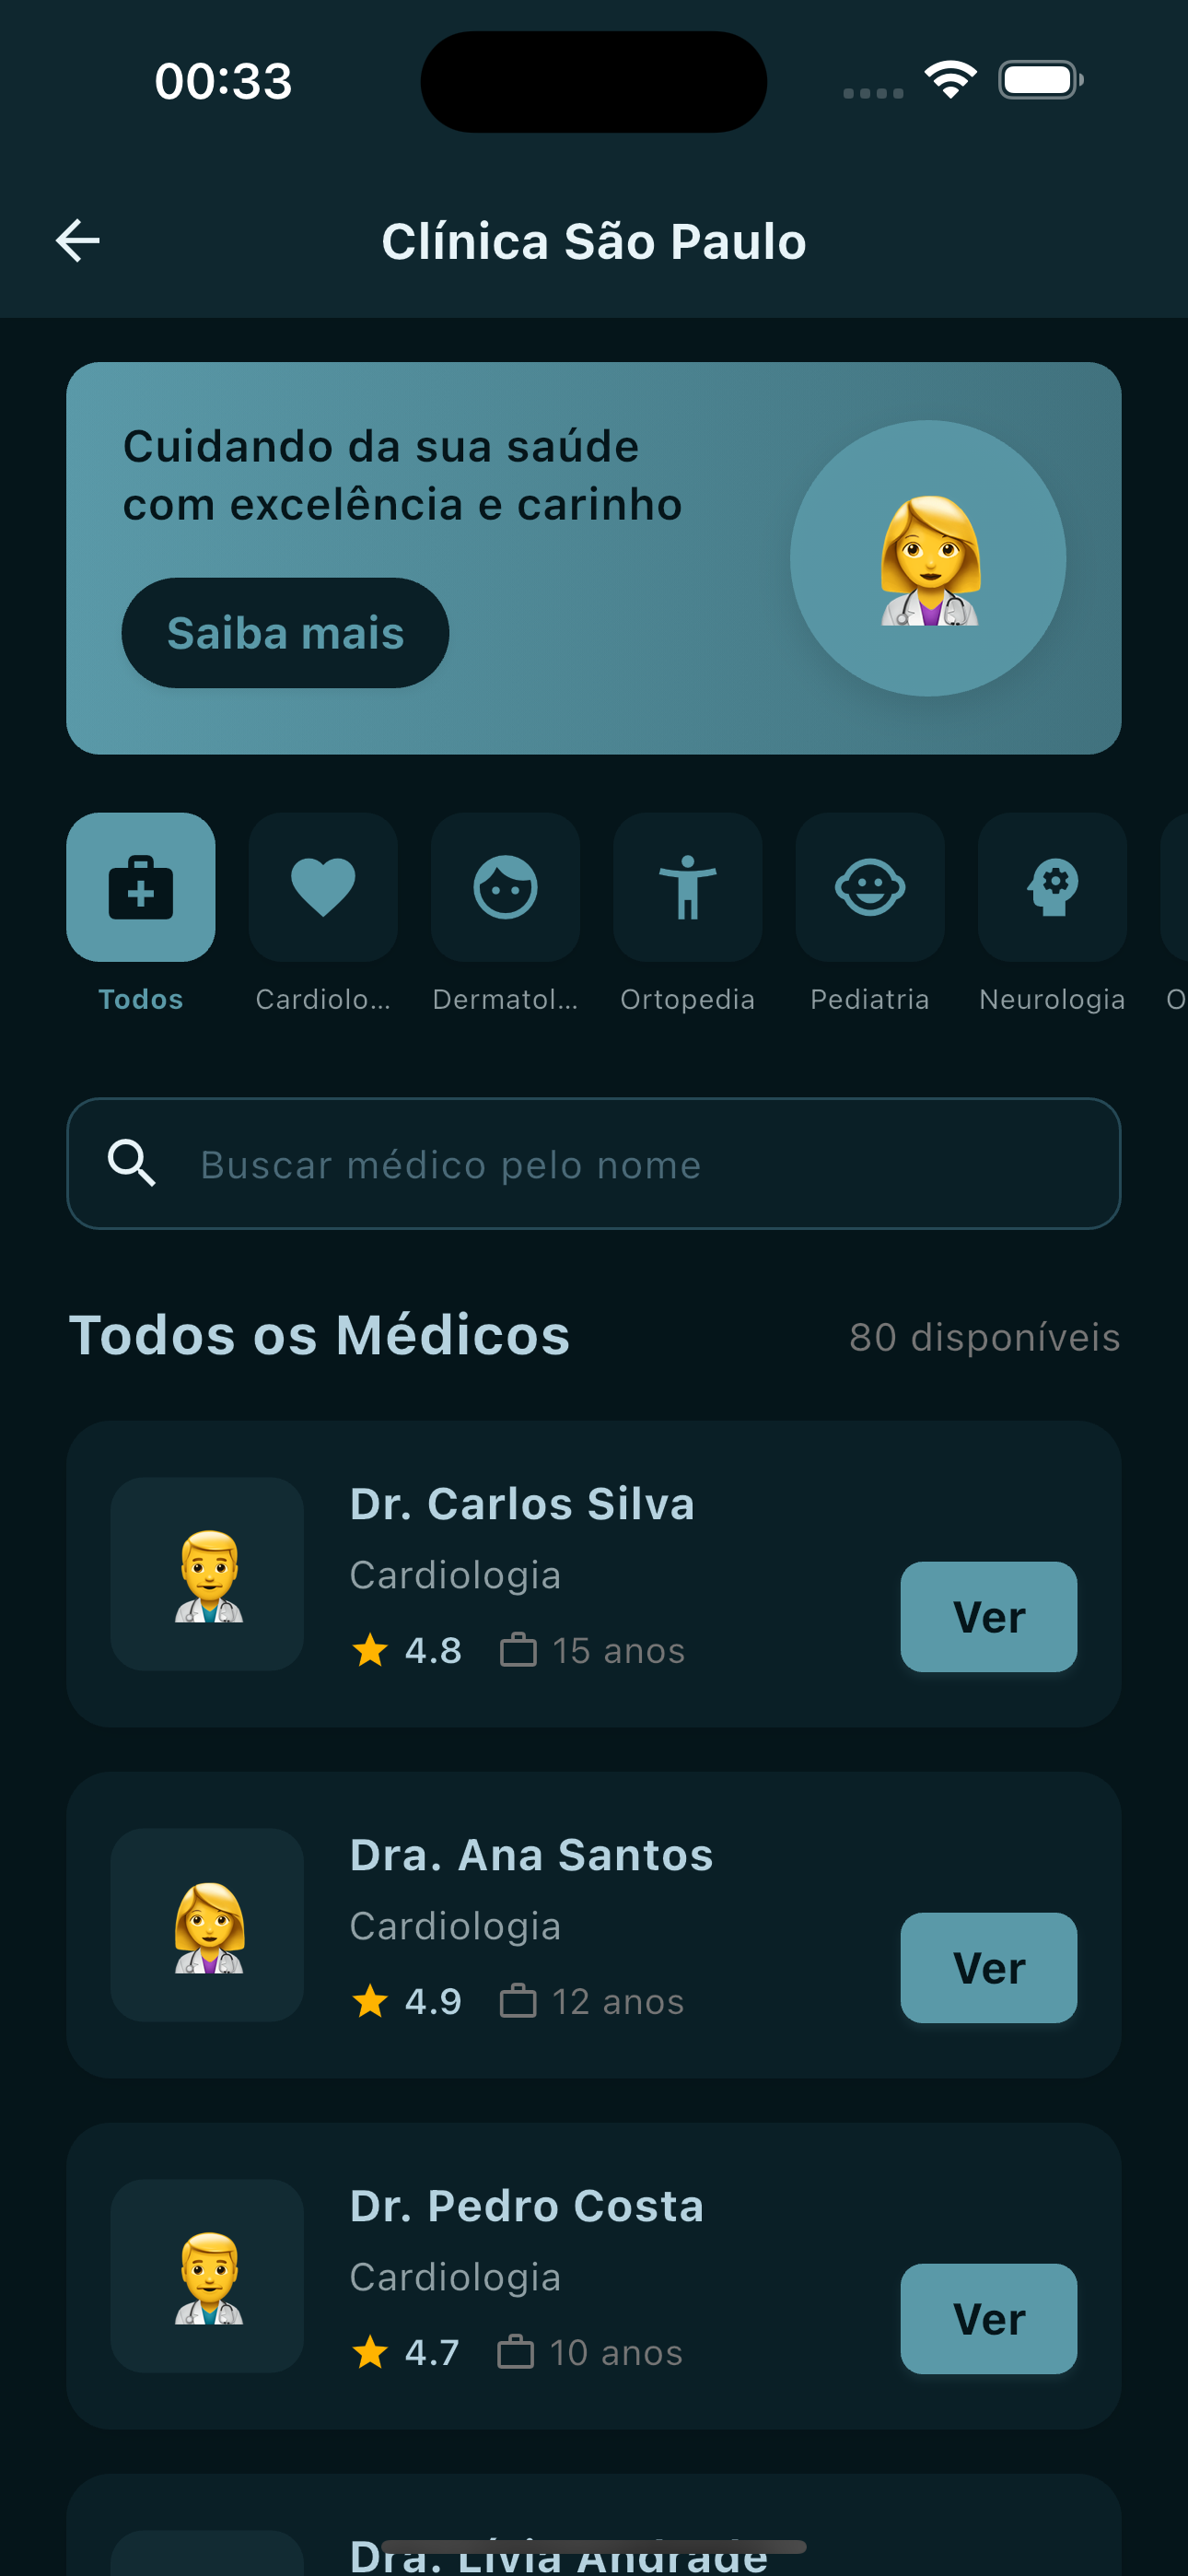 00:33
Clínica São Paulo
Cuidando da sua saúde
com excelência e carinho
Saiba mais
Todos
Cardiolo...
Dermatol...
Ortopedia
Pediatria
Neurologia
O
Buscar médico pelo nome
Todos os Médicos
80 disponíveis
Dr. Carlos Silva
Cardiologia
4.8
15 anos
Ver
Dra. Ana Santos
Cardiologia
4.9
12 anos
Ver
Dr. Pedro Costa
Cardiologia
4.7
10 anos
Ver
Dra. Lívia Andrade